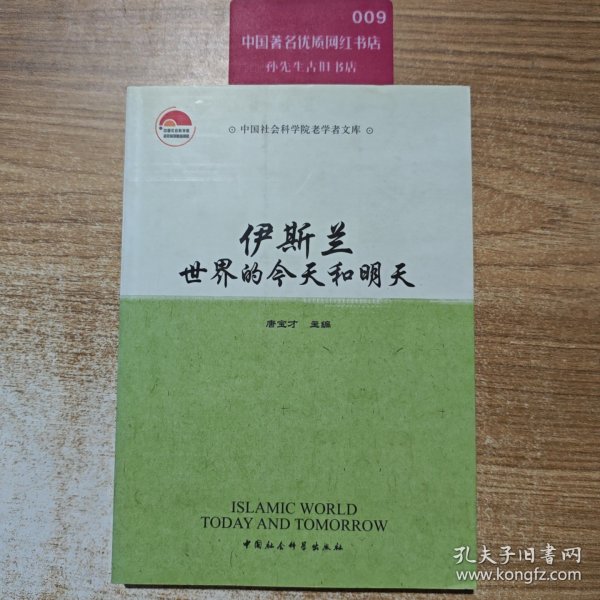 009
中国著名优质网红书店
孙先生古旧书店
中国社会科学院老学者文库
伊斯兰
世界的今天和明天
唐宝才 主编
ISLAMIC WORLD
TODAY AND TOMORROW
中国社会科学出版社
孔夫子旧书网
www.kongfz.com